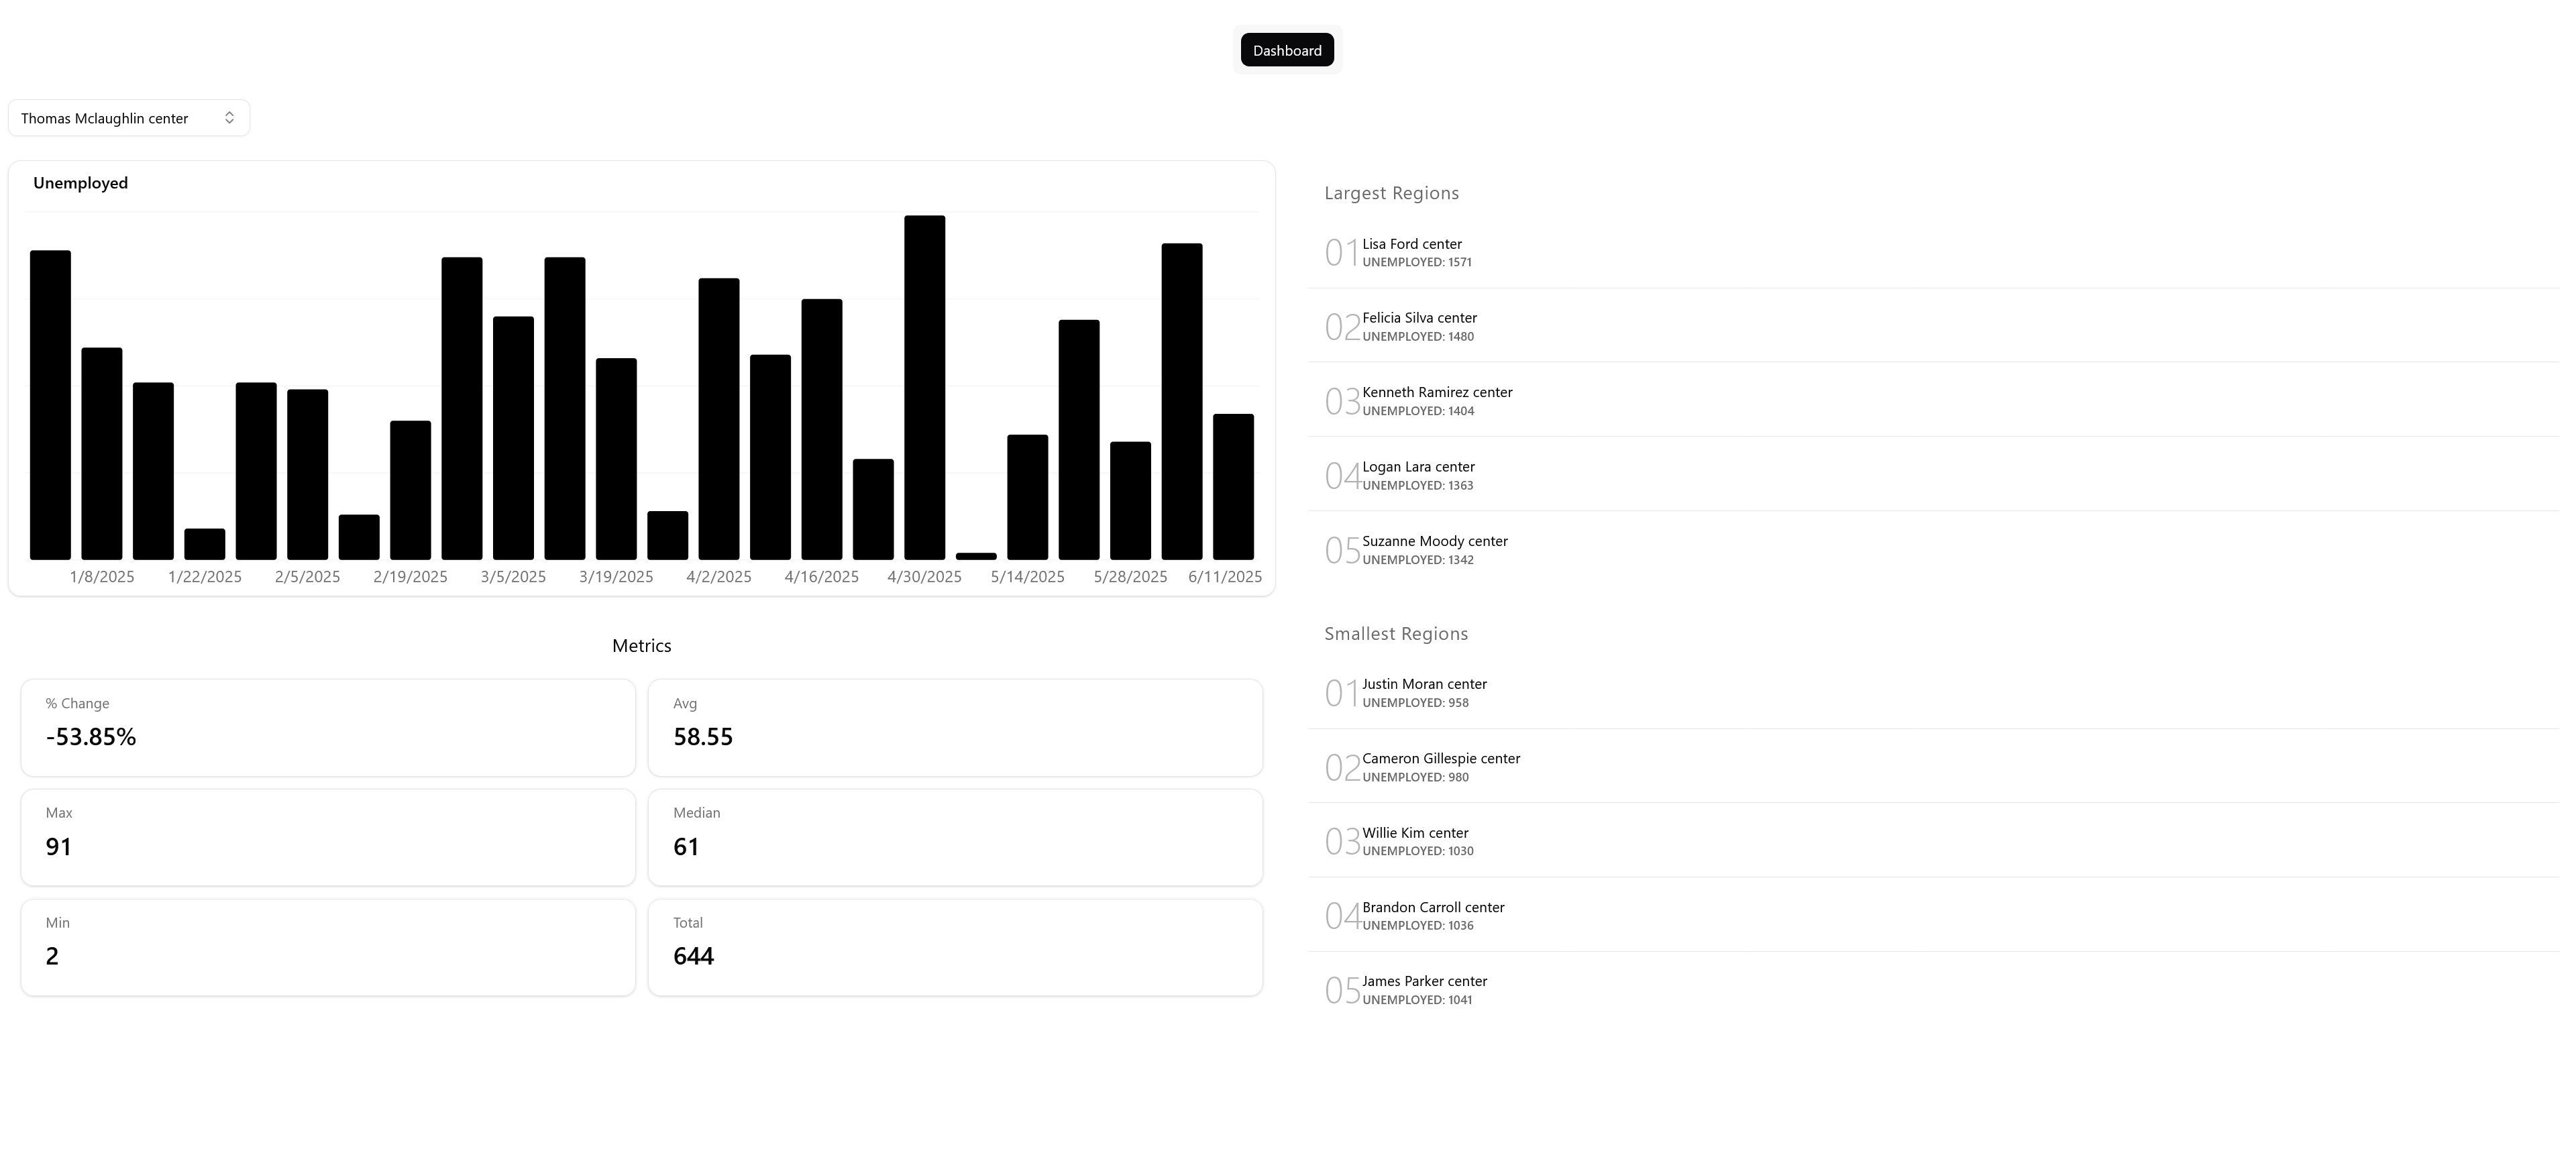 Dashboard
Thomas Mclaughlin center
Unemployed
1/8/2025 1/22/2025 2/5/2025 2/19/2025 3/5/2025 3/19/2025 4/2/2025 4/16/2025 4/30/2025 5/14/2025 5/28/2025 6/11/2025
Metrics
% Change
-53.85%
Avg
58.55
Max
91
Median
61
Min
2
Total
644
Largest Regions
01
Lisa Ford center
UNEMPLOYED: 1571
02
Felicia Silva center
UNEMPLOYED: 1480
03
Kenneth Ramirez center
UNEMPLOYED: 1404
04
Logan Lara center
UNEMPLOYED: 1363
05
Suzanne Moody center
UNEMPLOYED: 1342
Smallest Regions
01
Justin Moran center
UNEMPLOYED: 958
02
Cameron Gillespie center
UNEMPLOYED: 980
03
Willie Kim center
UNEMPLOYED: 1030
04
Brandon Carroll center
UNEMPLOYED: 1036
05
James Parker center
UNEMPLOYED: 1041